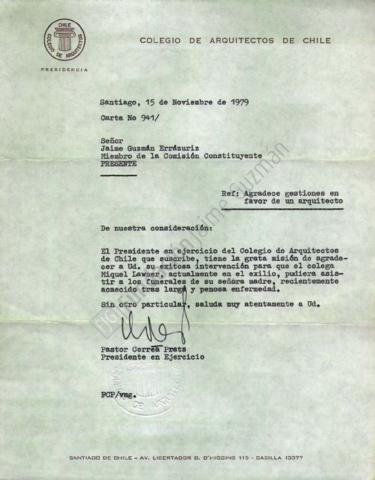 CHILE
COLEGIO DE ARQUITECTOS
PRESIDENCIA
COLEGIO DE ARQUITECTOS DE CHILE
Santiago, 15 de Noviembre de 1979
Carta No 941/
Señor
Jaime Guzmán Errázuriz
Miembro de la Comisión Constituyente
PRESENTE
Ref: Agradece gestiones en
favor de un arquitecto
De nuestra consideración:
El Presidente en ejercicio del Colegio de Arquitectos
de Chile que suscribe, tiene la grata misión de agrade-
cer a Ud. su exitosa intervención para que el colega
Miguel Lawner, actualmente en el exilio, pudiera asis-
tir a los funerales de su señora madre, recientemente
acaecido tras larga y penosa enfermedad.
Sin otro particular, saluda muy atentamente a Ud.
Pastor Correa Prats
Presidente en Ejercicio
PCP/vmg.
SANTIAGO DE CHILE - AV. LIBERTADOR B. O'HIGGINS 115 - CASILLA 13377
Jaime Guzmán